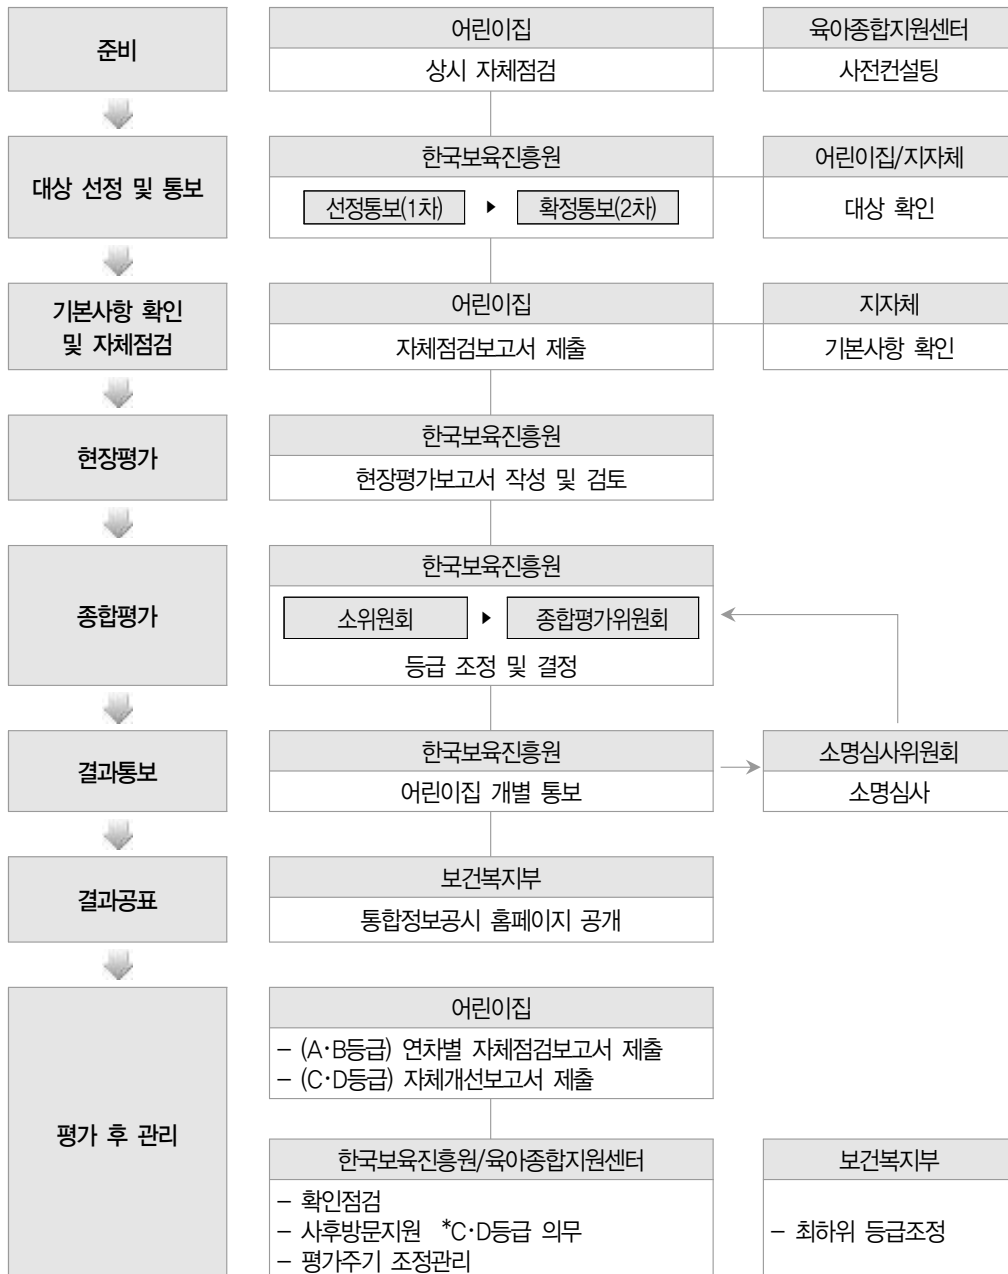 준비
어린이집
상시 자체점검
육아종합지원센터
사전컨설팅
대상 선정 및 통보
한국보육진흥원
선정통보(1차) ▶ 확정통보(2차)
어린이집/지자체
대상 확인
기본사항 확인
및 자체점검
어린이집
자체점검보고서 제출
지자체
기본사항 확인
현장평가
한국보육진흥원
현장평가보고서 작성 및 검토
종합평가
한국보육진흥원
소위원회 ▶ 종합평가위원회
등급 조정 및 결정
결과통보
한국보육진흥원
어린이집 개별 통보
소명심사위원회
소명심사
결과공표
보건복지부
통합정보공시 홈페이지 공개
평가 후 관리
어린이집
– (A·B등급) 연차별 자체점검보고서 제출
– (C·D등급) 자체개선보고서 제출
한국보육진흥원/육아종합지원센터
– 확인점검
– 사후방문지원 *C·D등급 의무
– 평가주기 조정관리
보건복지부
– 최하위 등급조정